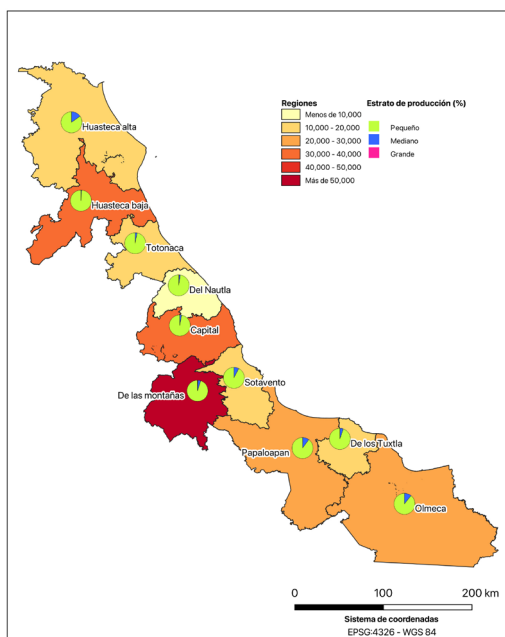 Regiones
Menos de 10,000
10,000 - 20,000
20,000 - 30,000
30,000 - 40,000
40,000 - 50,000
Más de 50,000
Estrato de producción (%)
Pequeño
Mediano
Grande
Huasteca alta
Huasteca baja
Totonaca
Del Nautla
Capital
Sotavento
De las montañas
De los Tuxtla
Papaloapan
Olmeca
0 100 200 km
Sistema de coordenadas
EPSG:4326 - WGS 84